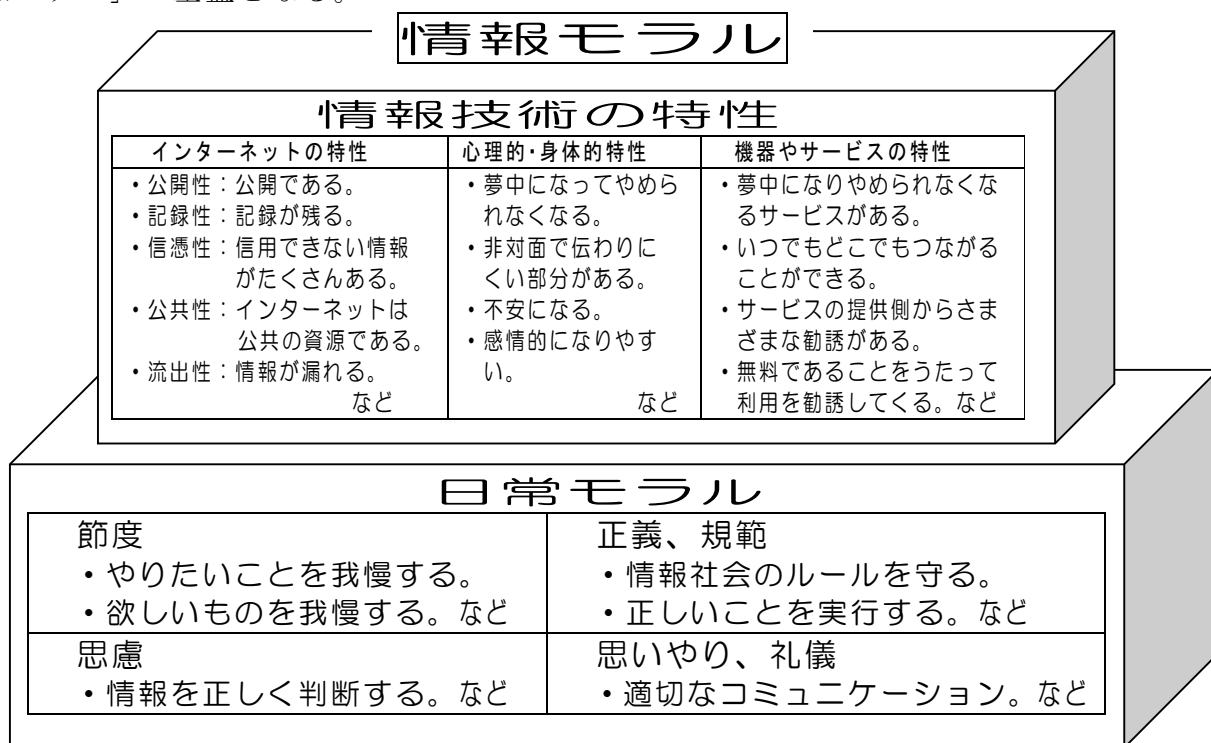 情報モラル
情報技術の特性
インターネットの特性
・公開性：公開である。
・記録性：記録が残る。
・信憑性：信用できない情報
がたくさんある。
・公共性：インターネットは
公共の資源である。
・流出性：情報が漏れる。
など
心理的･身体的特性
・夢中になってやめら
れなくなる。
・非対面で伝わりに
くい部分がある。
・不安になる。
・感情的になりやす
い。
など
機器やサービスの特性
・夢中になりやめられなくな
るサービスがある。
・いつでもどこでもつながる
ことができる。
・サービスの提供側からさま
ざまな勧誘がある。
・無料であることをうたって
利用を勧誘してくる。など
日常モラル
節度
・やりたいことを我慢する。
・欲しいものを我慢する。など
正義、規範
・情報社会のルールを守る。
・正しいことを実行する。など
思慮
・情報を正しく判断する。など
思いやり、礼儀
・適切なコミュニケーション。など